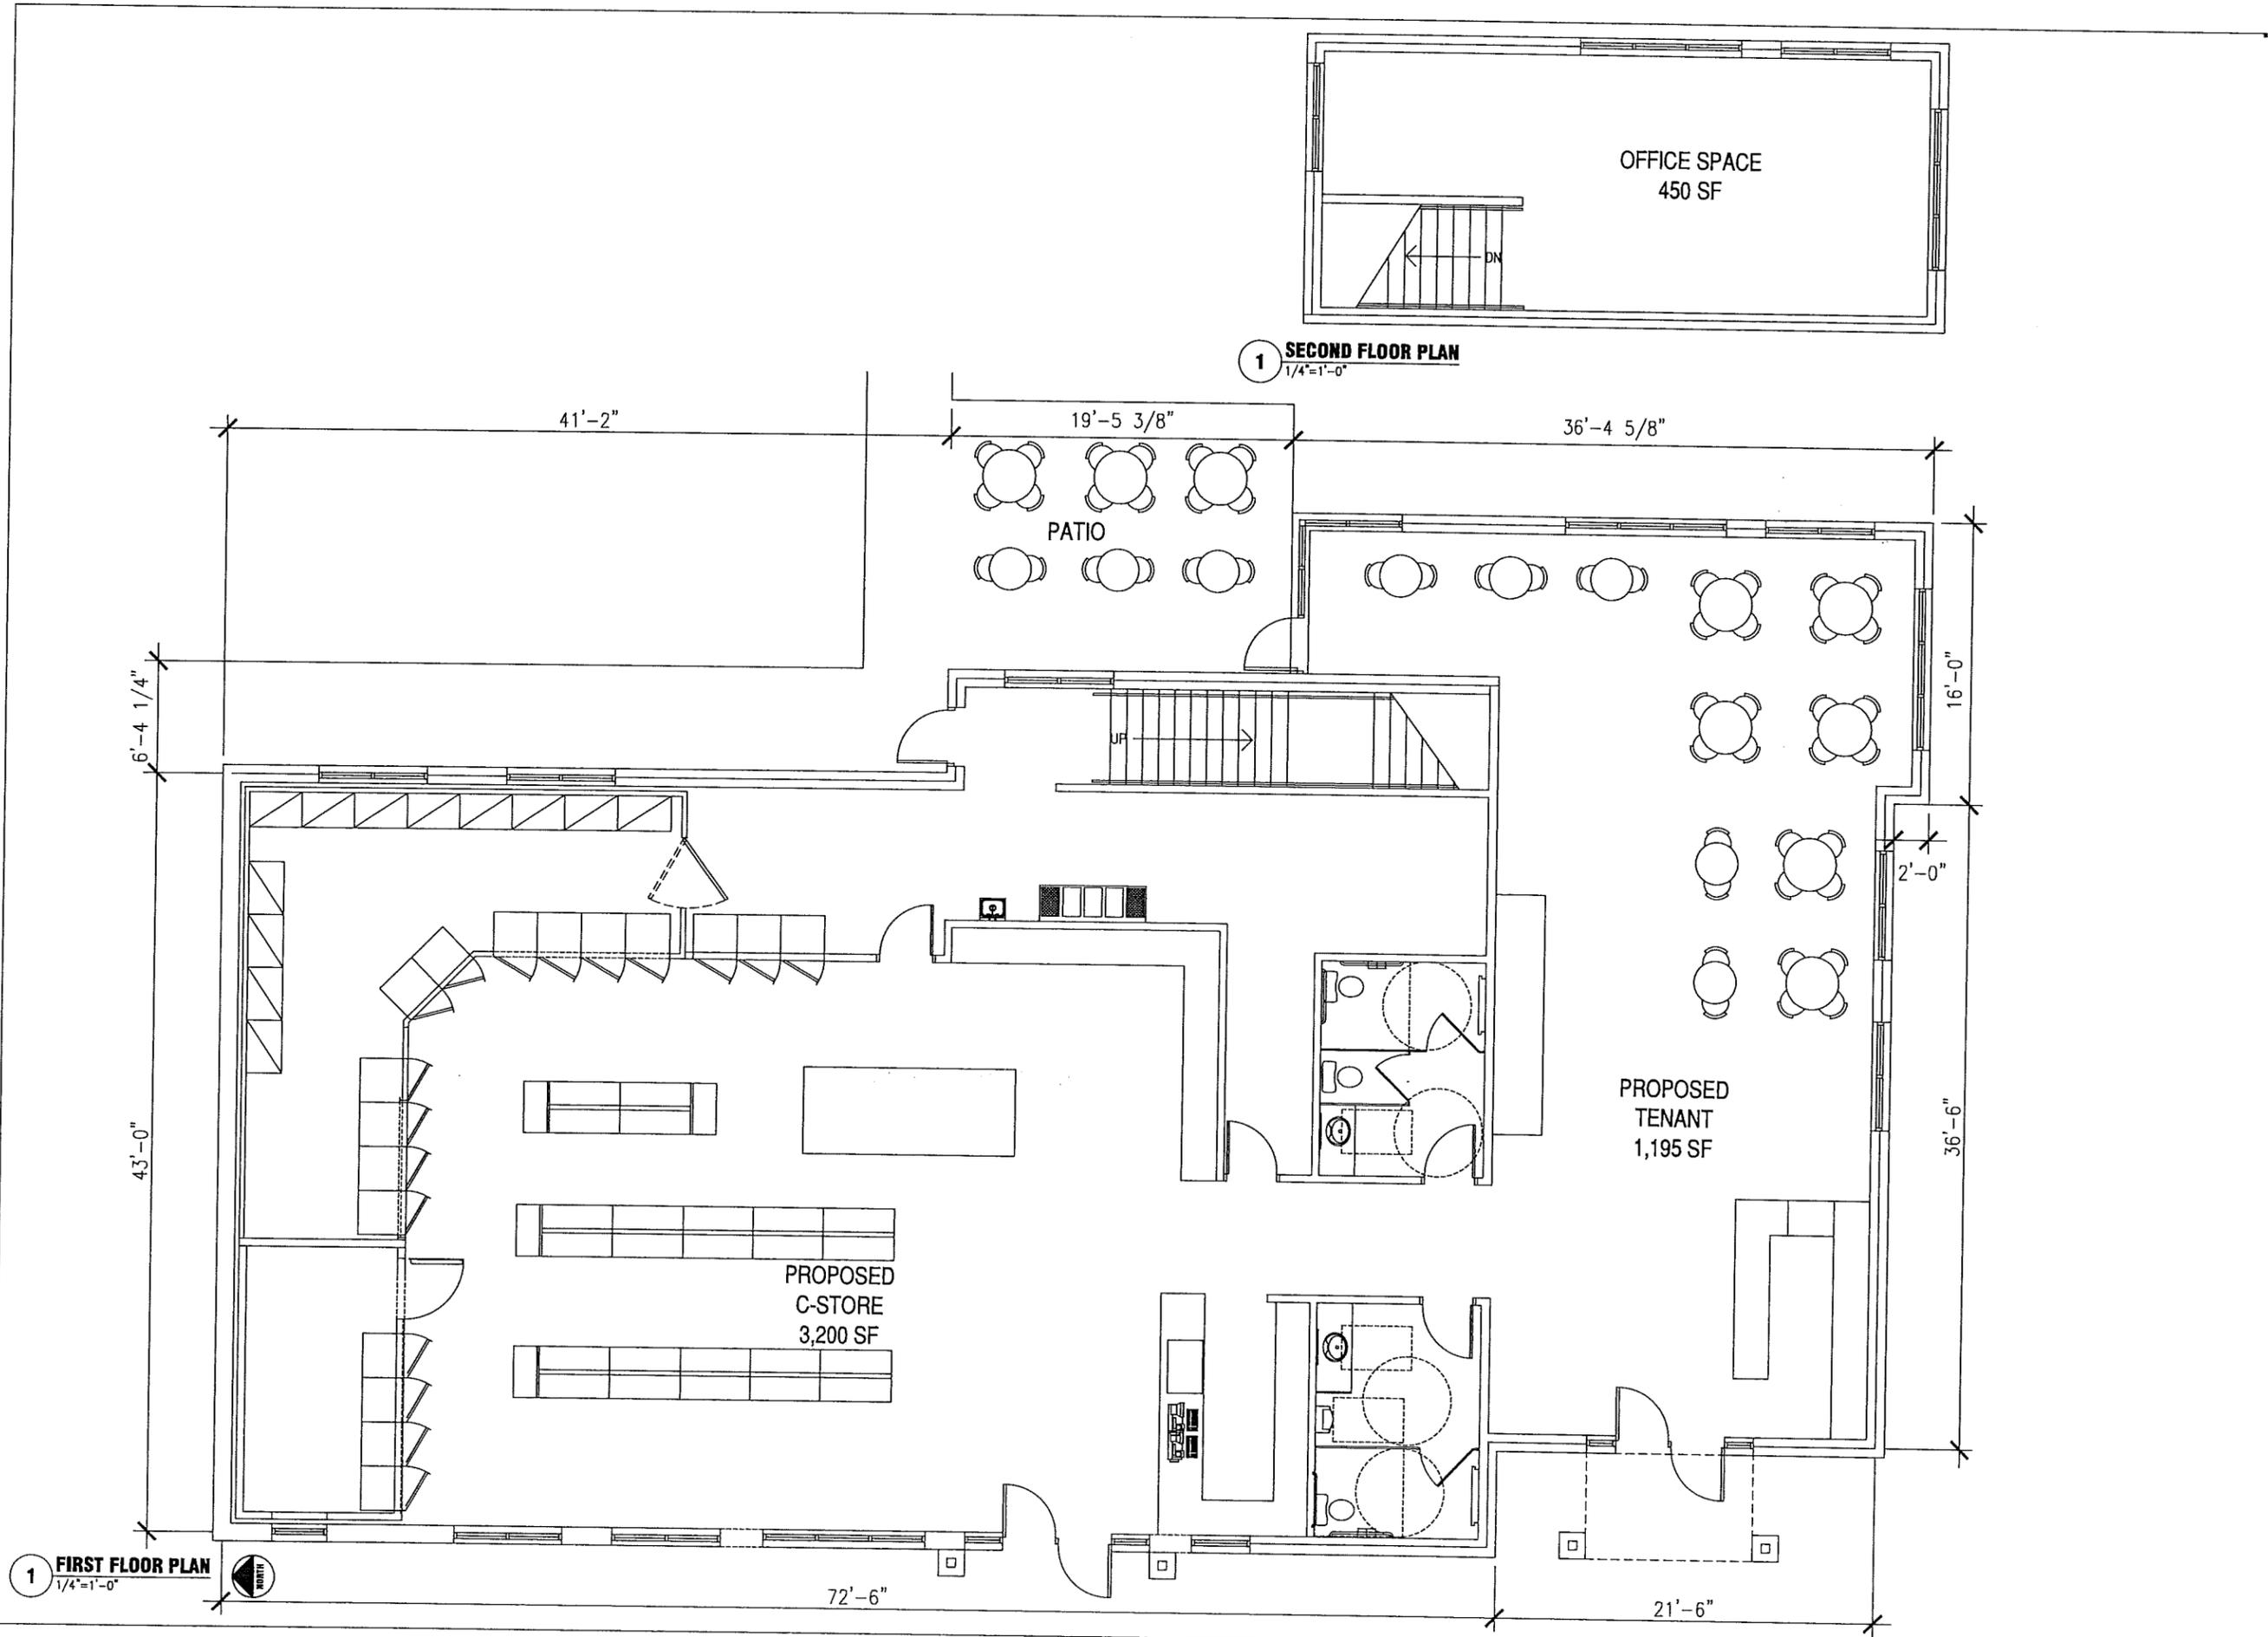 OFFICE SPACE
450 SF
DN
1 SECOND FLOOR PLAN
1/4"=1'-0"
41'-2"
19'-5 3/8"
36'-4 5/8"
PATIO
6'-4 1/4"
16'-0"
UP
2'-0"
43'-0"
PROPOSED
TENANT
1,195 SF
36'-6"
PROPOSED
C-STORE
3,200 SF
1 FIRST FLOOR PLAN
1/4"=1'-0"
NORTH
72'-6"
21'-6"